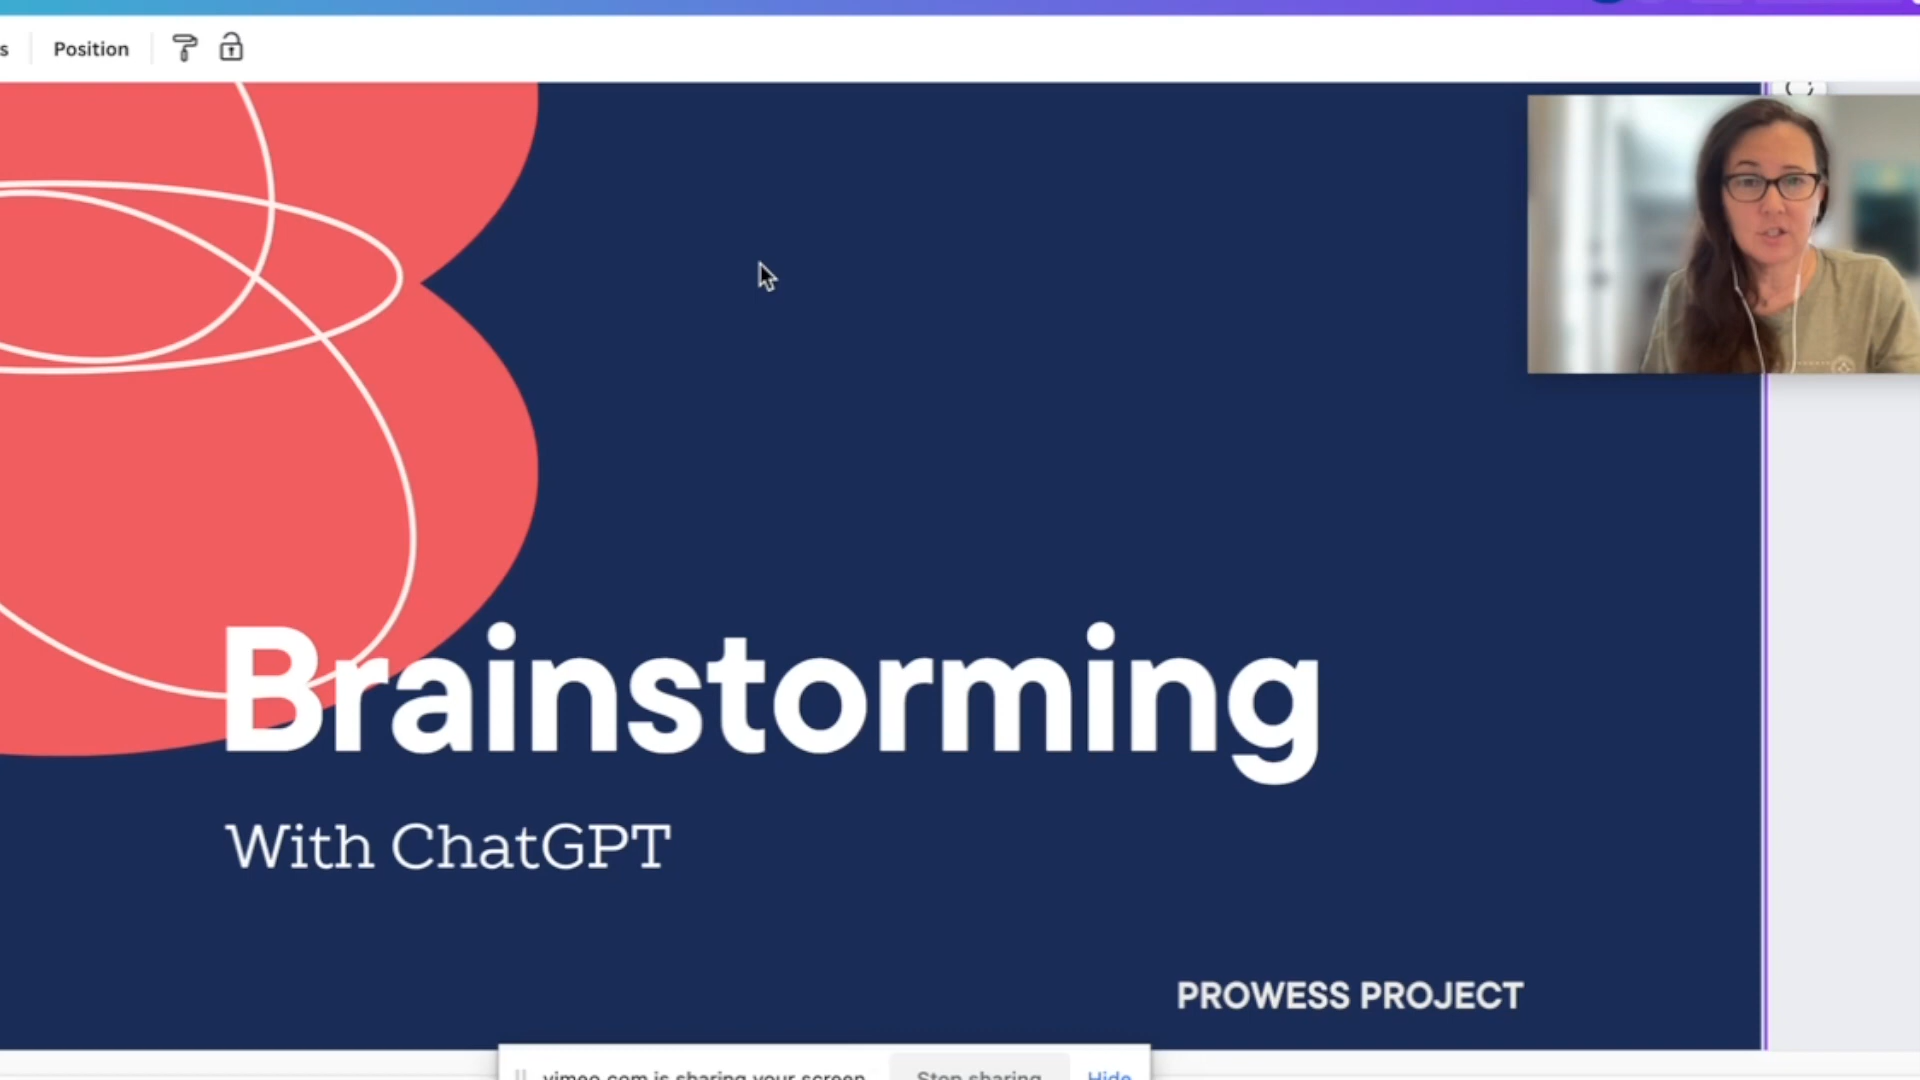 s Position
Brainstorming
With ChatGPT
PROWESS PROJECT
vimeo.com is sharing your screen Stop sharing Hide